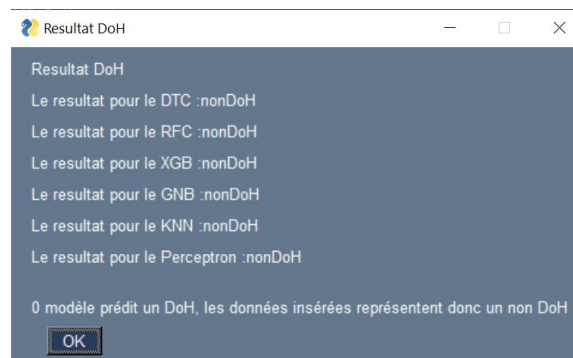 Resultat DoH
Resultat DoH
Le resultat pour le DTC :nonDoH
Le resultat pour le RFC :nonDoH
Le resultat pour le XGB :nonDoH
Le resultat pour le GNB :nonDoH
Le resultat pour le KNN :nonDoH
Le resultat pour le Perceptron :nonDoH
0 modèle prédit un DoH, les données insérées représentent donc un non DoH
OK